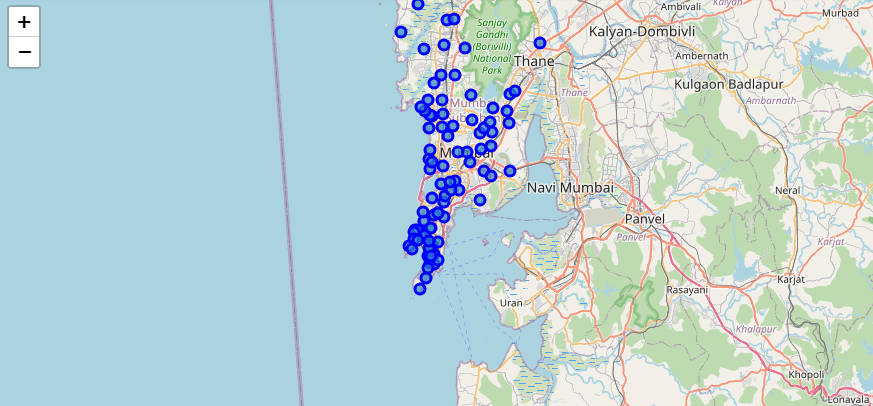 +
−
Sanjay
Gandhi
(Borivili)
National
Park
Ambivali
Kalyan
Murbad
Kalyan-Dombivli
Thane
Ambernath
Kulgaon Badlapur
Ambarnath
Thane
Navi Mumbai
Neral
Panvel
Panvel
Karjat
Karjat
Rasayani
Uran
Khalapur
Khopoli
Lonavala